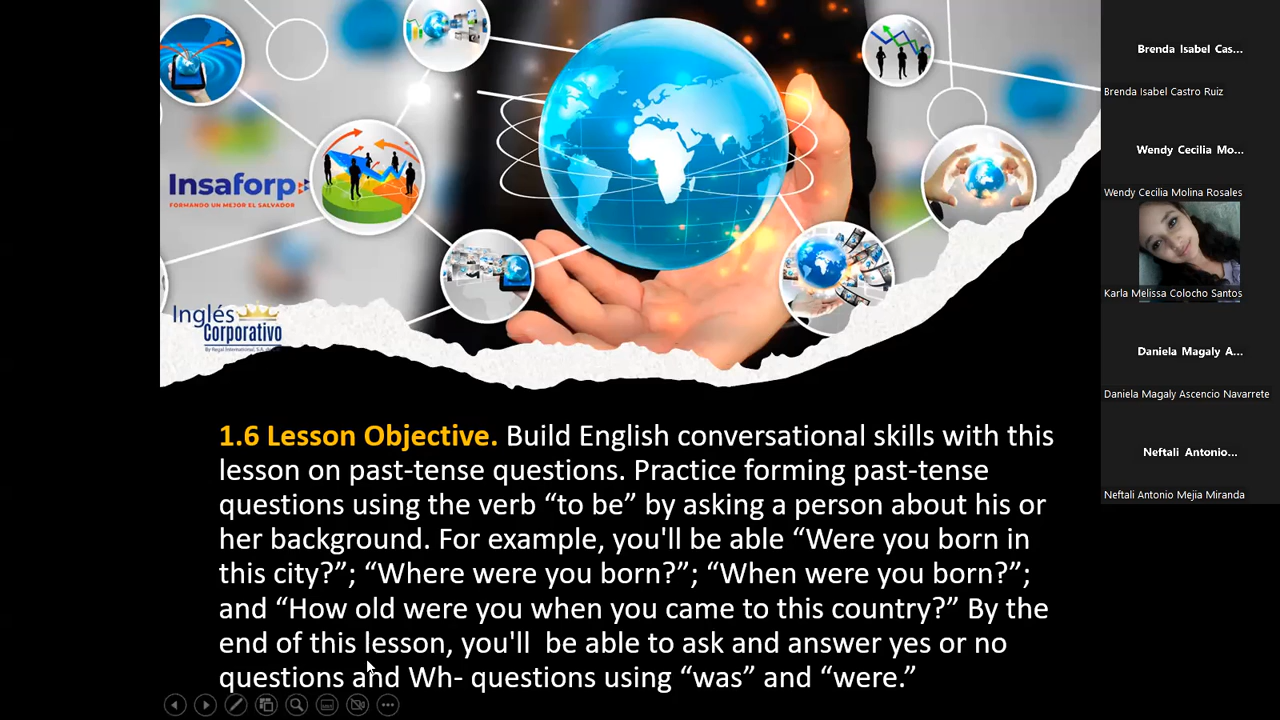 Insaforp
FORMANDO UN MEJOR EL SALVADOR
Inglés
Corporativo
1.6 Lesson Objective. Build English conversational skills with this
lesson on past-tense questions. Practice forming past-tense
questions using the verb “to be” by asking a person about his or
her background. For example, you'll be able “Were you born in
this city?”; “Where were you born?”; “When were you born?”;
and “How old were you when you came to this country?” By the
end of this lesson, you'll  be able to ask and answer yes or no
questions and Wh- questions using “was” and “were.”
Brenda Isabel Cas...
Brenda Isabel Castro Ruiz
Wendy Cecilia Mo...
Wendy Cecilia Molina Rosales
Karla Melissa Colocho Santos
Daniela Magaly A...
Daniela Magaly Ascencio Navarrete
Neftali Antonio...
Neftali Antonio Mejia Miranda